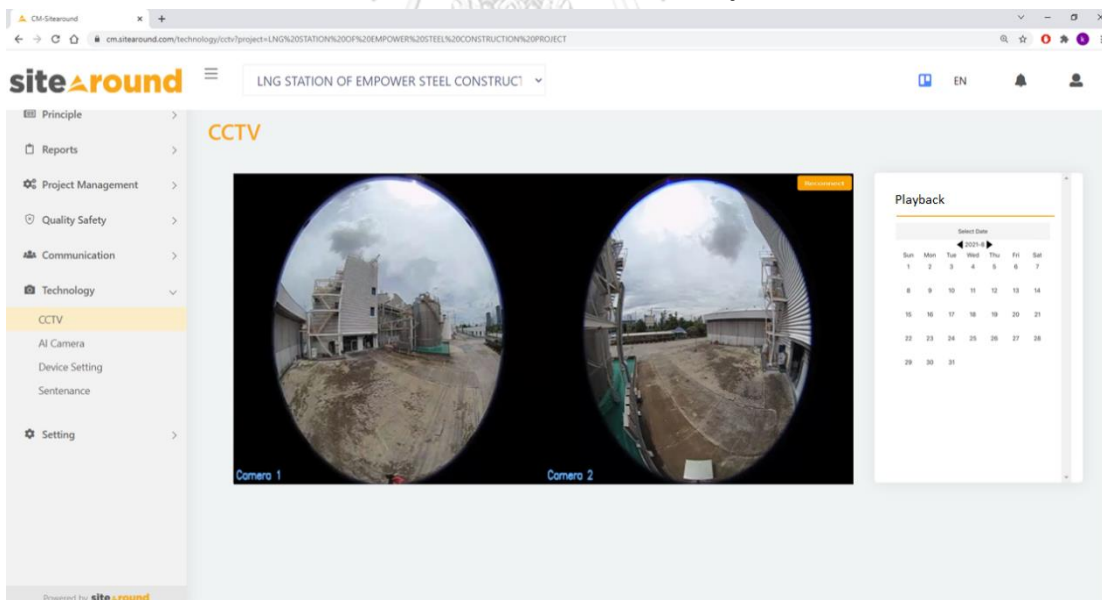 CM-Sitearound
cm.sitearound.com/technology/cctv?project=LNG%20STATION%20OF%20EMPOWER%20STEEL%20CONSTRUCTION%20PROJECT
sitearound
LNG STATION OF EMPOWER STEEL CONSTRUCT
EN
Principle
Reports
Project Management
Quality Safety
Communication
Technology
CCTV
AI Camera
Device Setting
Sentenance
Setting
Powered by sitearound
CCTV
Reconnect
Camera 1
Camera 2
Playback
Select Date
2021-8
Sun Mon Tue Wed Thu Fri Sat
1 2 3 4 5 6 7
8 9 10 11 12 13 14
15 16 17 18 19 20 21
22 23 24 25 26 27 28
29 30 31